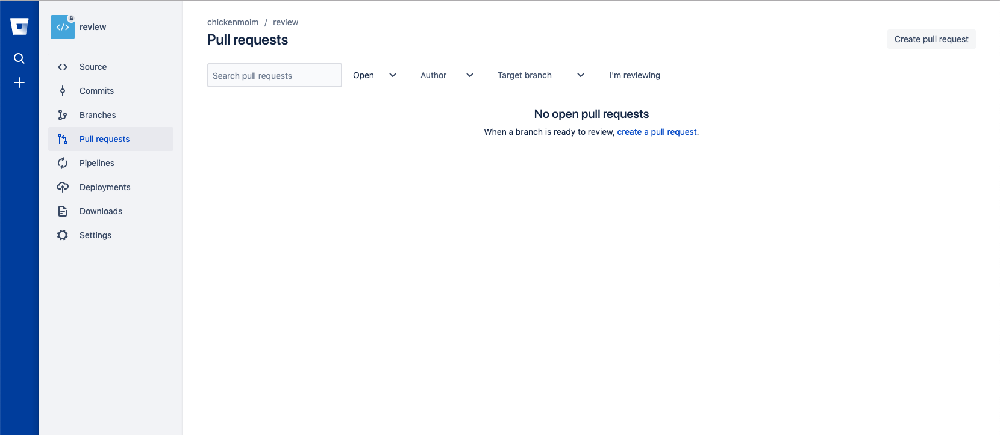 review
Source
Commits
Branches
Pull requests
Pipelines
Deployments
Downloads
Settings
chickenmoim / review
Pull requests
Create pull request
Search pull requests Open Author Target branch I'm reviewing
No open pull requests
When a branch is ready to review, create a pull request.